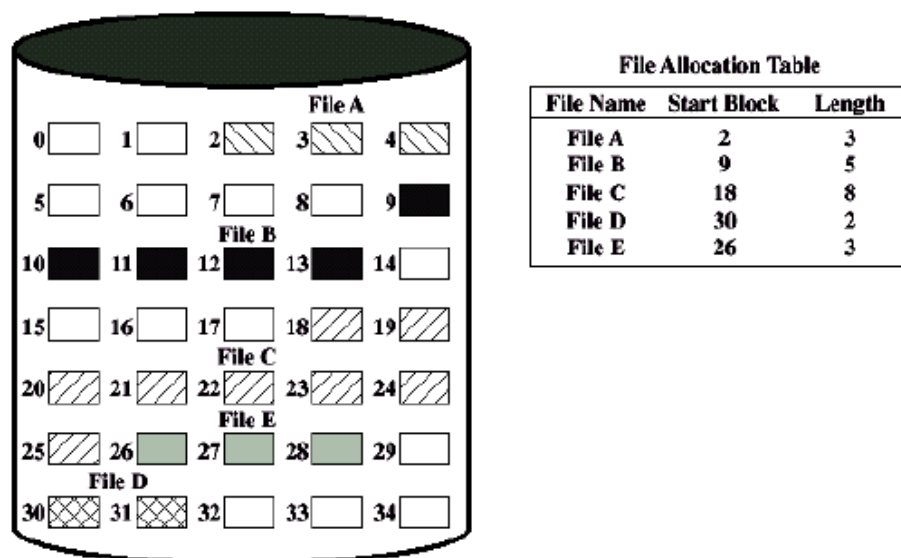 File A
0 1 2 3 4
5 6 7 8 9
File B
10 11 12 13 14
15 16 17 18 19
File C
20 21 22 23 24
File E
25 26 27 28 29
File D
30 31 32 33 34
File Allocation Table
File Name Start Block Length
File A 2 3
File B 9 5
File C 18 8
File D 30 2
File E 26 3